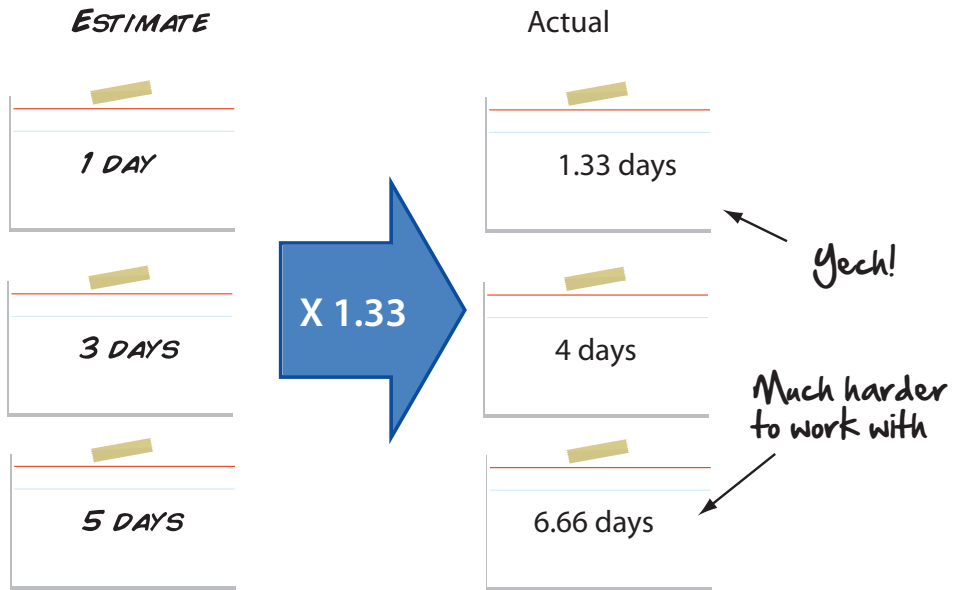 ESTIMATE
Actual
1 DAY
1.33 days
Yech!
X 1.33
3 DAYS
4 days
Much harder
to work with
5 DAYS
6.66 days